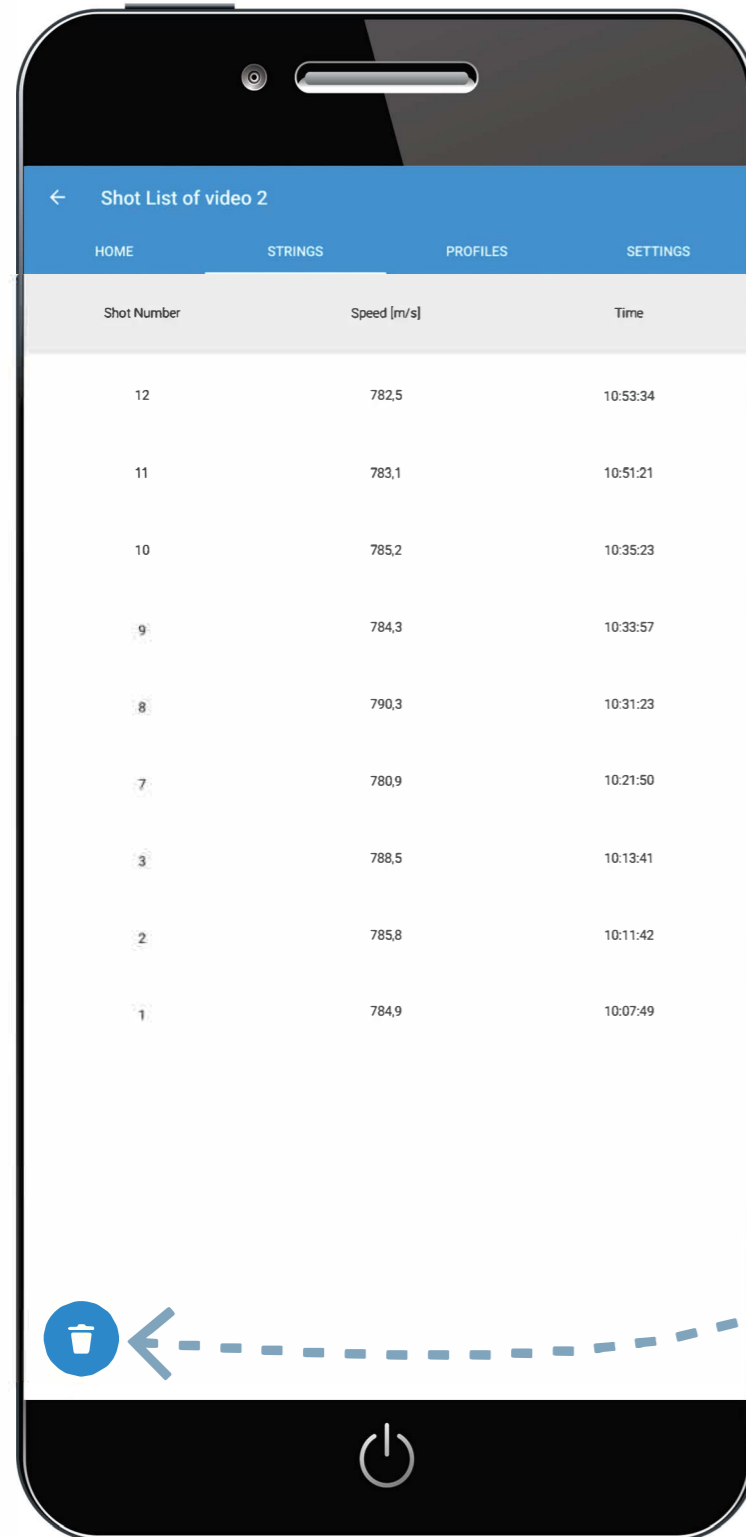 Shot List of video 2
HOME STRINGS PROFILES SETTINGS
Shot Number Speed [m/s] Time
12 782,5 10:53:34
11 783,1 10:51:21
10 785,2 10:35:23
9 784,3 10:33:57
8 790,3 10:31:23
7 780,9 10:21:50
3 788,5 10:13:41
2 785,8 10:11:42
1 784,9 10:07:49